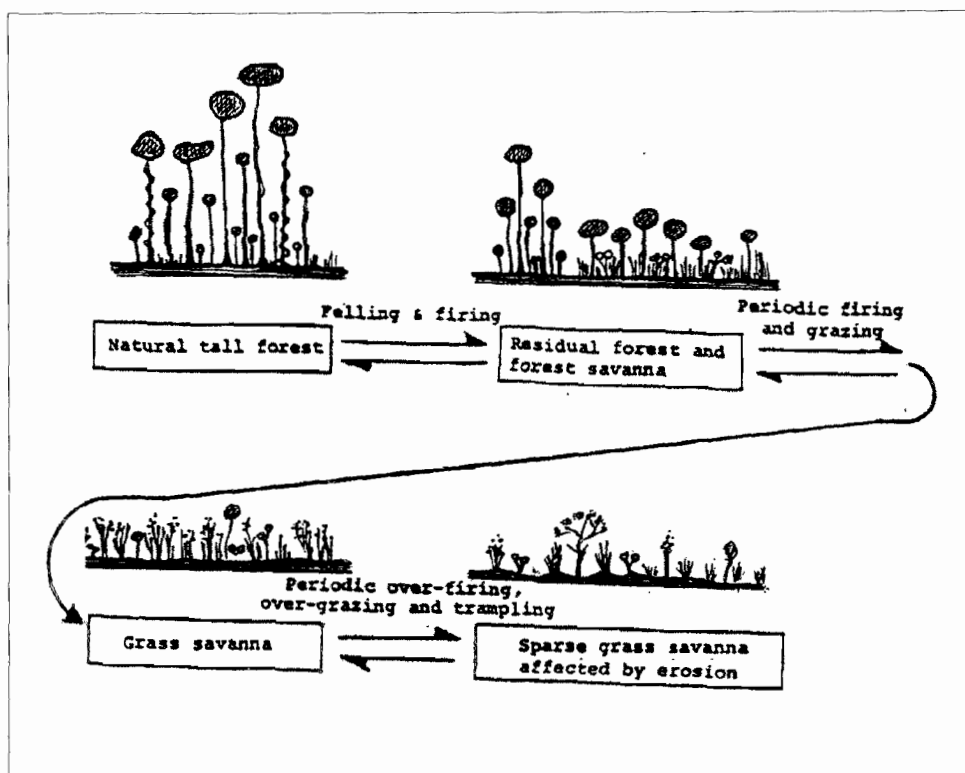 Felling & firing
Natural tall forest
Periodic firing
and grazing
Residual forest and
forest savanna
Periodic over-firing,
over-grazing and trampling
Grass savanna
Sparse grass savanna
affected by erosion